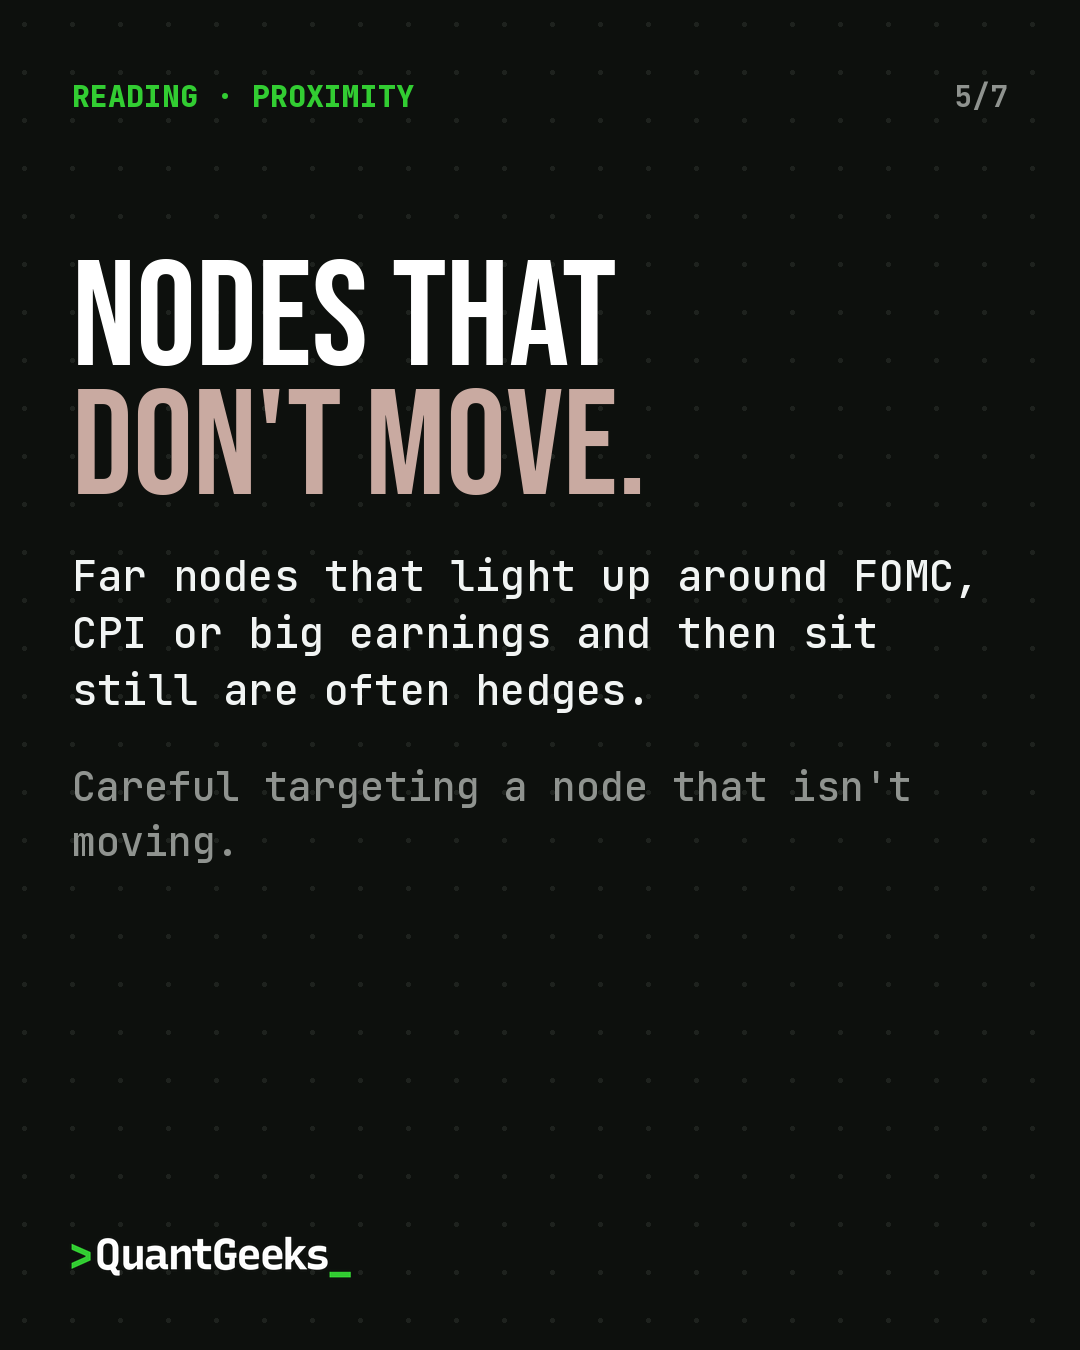 READING · PROXIMITY
5/7
NODES THAT
DON'T MOVE.
Far nodes that light up around FOMC,
CPI or big earnings and then sit
still are often hedges.
Careful targeting a node that isn't
moving.
>QuantGeeks_